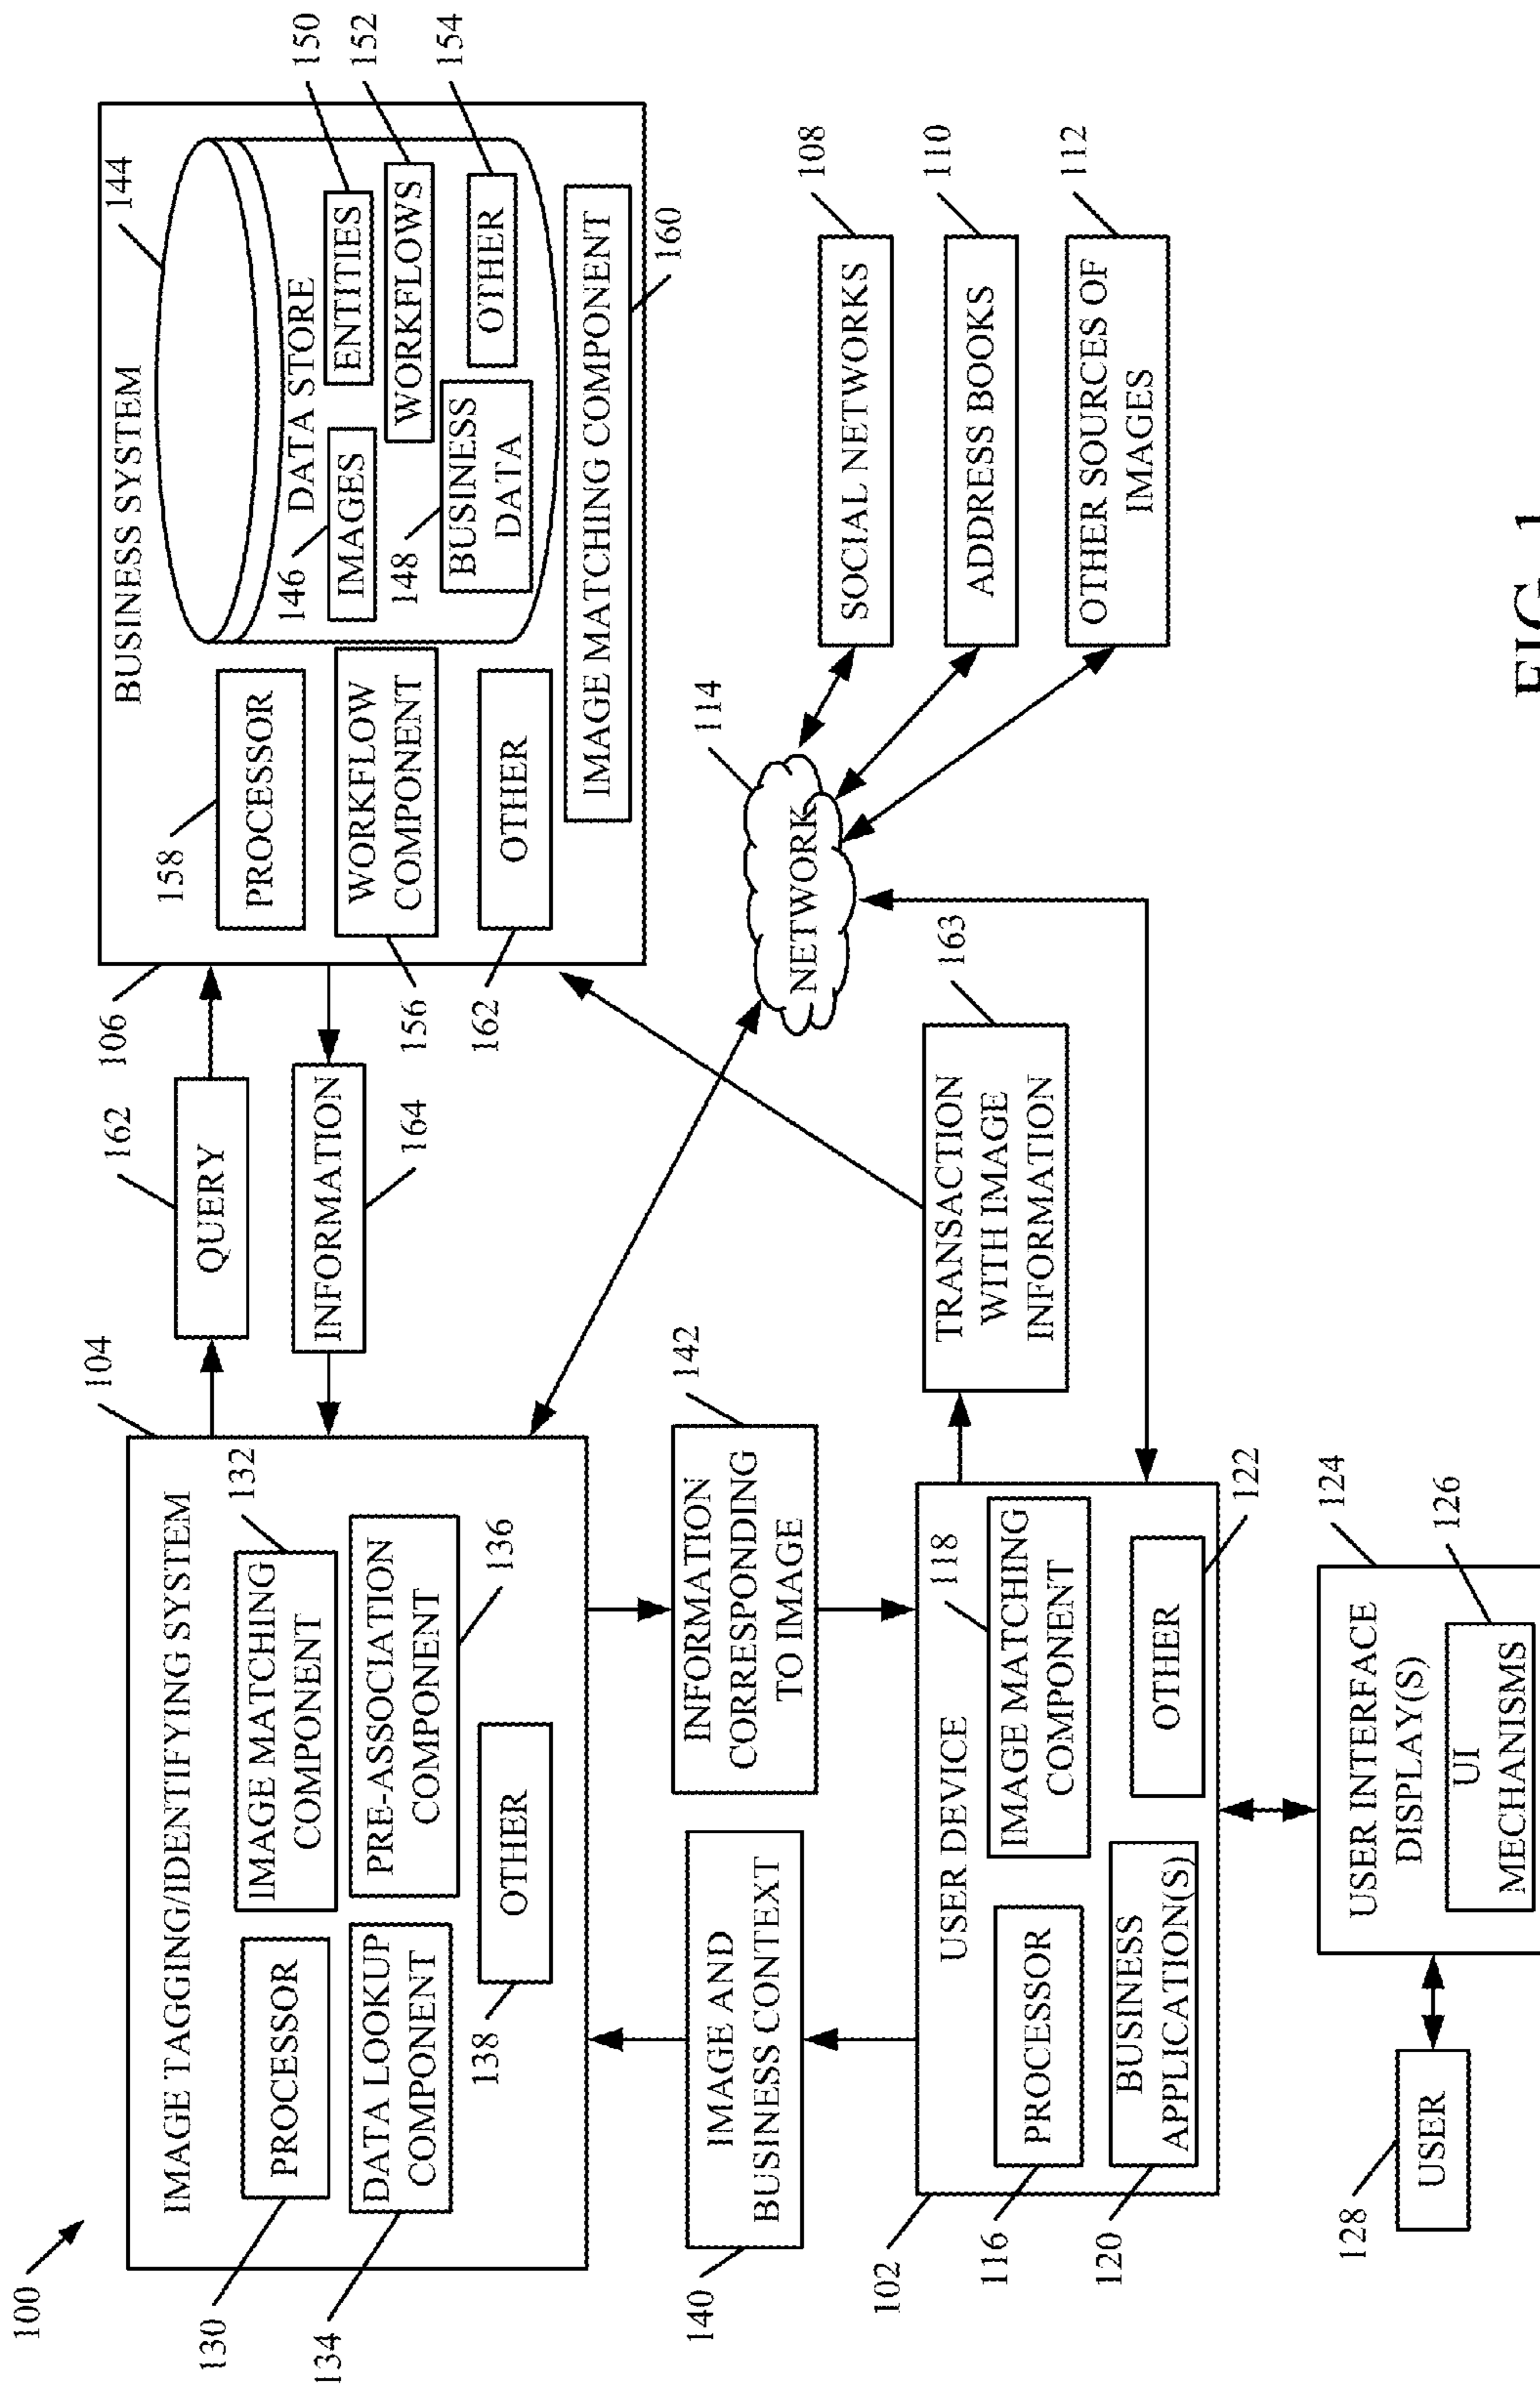 100
IMAGE TAGGING/IDENTIFYING SYSTEM
104
130
PROCESSOR
132
IMAGE MATCHING
COMPONENT
134
DATA LOOKUP
COMPONENT
PRE-ASSOCIATION
COMPONENT
136
138
OTHER
162
QUERY
INFORMATION
164
106
BUSINESS SYSTEM
144
158
PROCESSOR
WORKFLOW
COMPONENT
156
OTHER
162
DATA STORE
146
IMAGES
ENTITIES
150
148
BUSINESS
DATA
WORKFLOWS
152
OTHER
154
IMAGE MATCHING COMPONENT
160
140
IMAGE AND
BUSINESS CONTEXT
INFORMATION
CORRESPONDING
TO IMAGE
142
114
NETWORK
SOCIAL NETWORKS
108
ADDRESS BOOKS
110
OTHER SOURCES OF
IMAGES
112
TRANSACTION
WITH IMAGE
INFORMATION
163
102
USER DEVICE
116
PROCESSOR
118
IMAGE MATCHING
COMPONENT
120
BUSINESS
APPLICATION(S)
OTHER
122
128
USER
USER INTERFACE
DISPLAY(S)
124
UI
MECHANISMS
126
FIG. 1